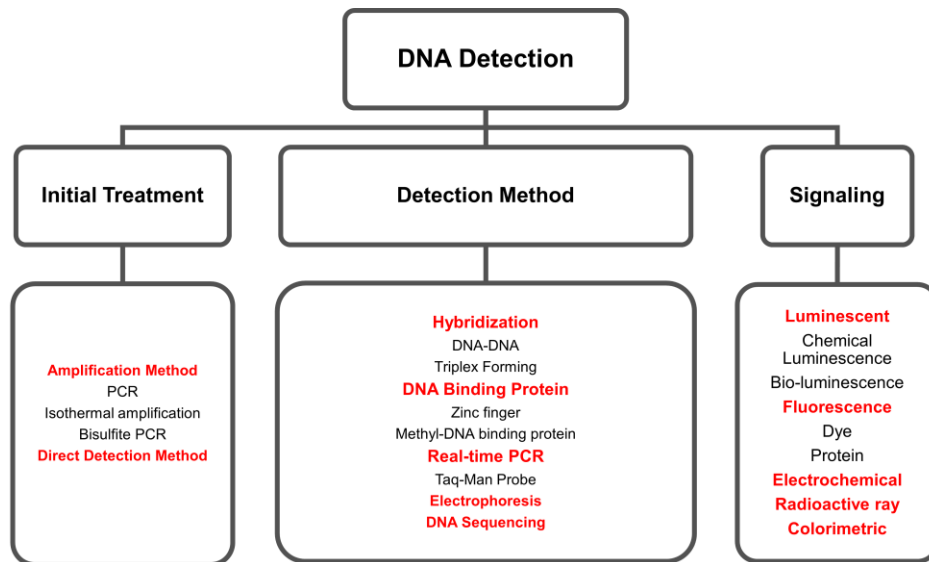 DNA Detection
Initial Treatment
Detection Method
Signaling
Amplification Method
PCR
Isothermal amplification
Bisulfite PCR
Direct Detection Method
Hybridization
DNA-DNA
Triplex Forming
DNA Binding Protein
Zinc finger
Methyl-DNA binding protein
Real-time PCR
Taq-Man Probe
Electrophoresis
DNA Sequencing
Luminescent
Chemical
Luminescence
Bio-luminescence
Fluorescence
Dye
Protein
Electrochemical
Radioactive ray
Colorimetric